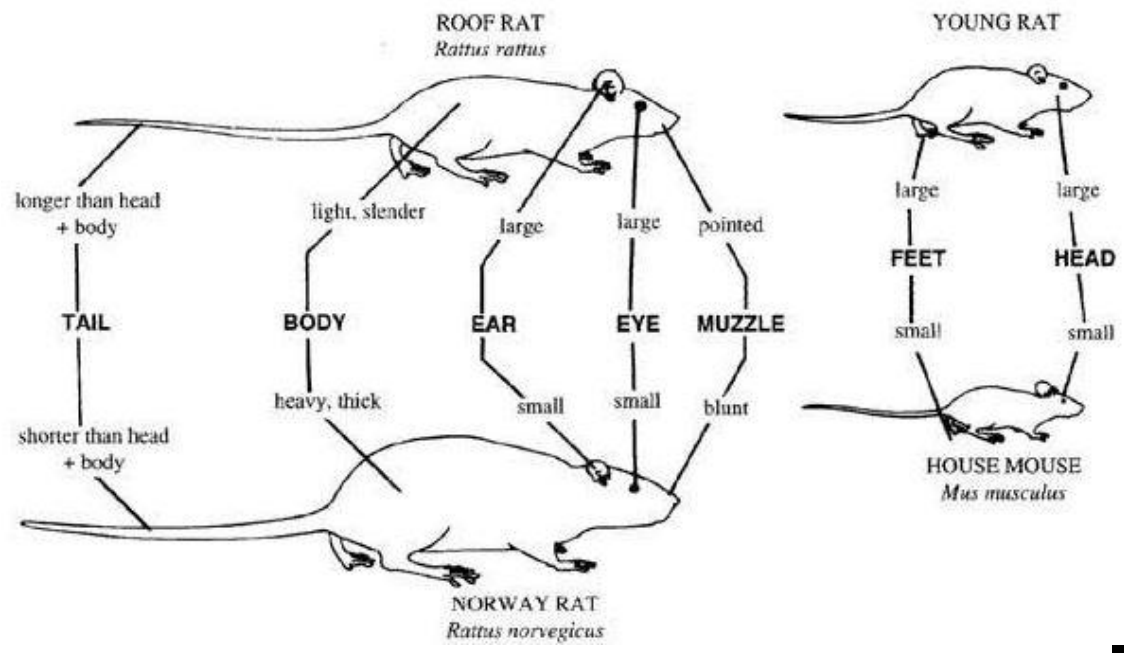 ROOF RAT
Rattus rattus
YOUNG RAT
longer than head
+ body
light, slender
large
large
pointed
large
large
FEET
HEAD
TAIL
BODY
EAR
EYE
MUZZLE
small
small
heavy, thick
small
small
blunt
shorter than head
+ body
HOUSE MOUSE
Mus musculus
NORWAY RAT
Rattus norvegicus